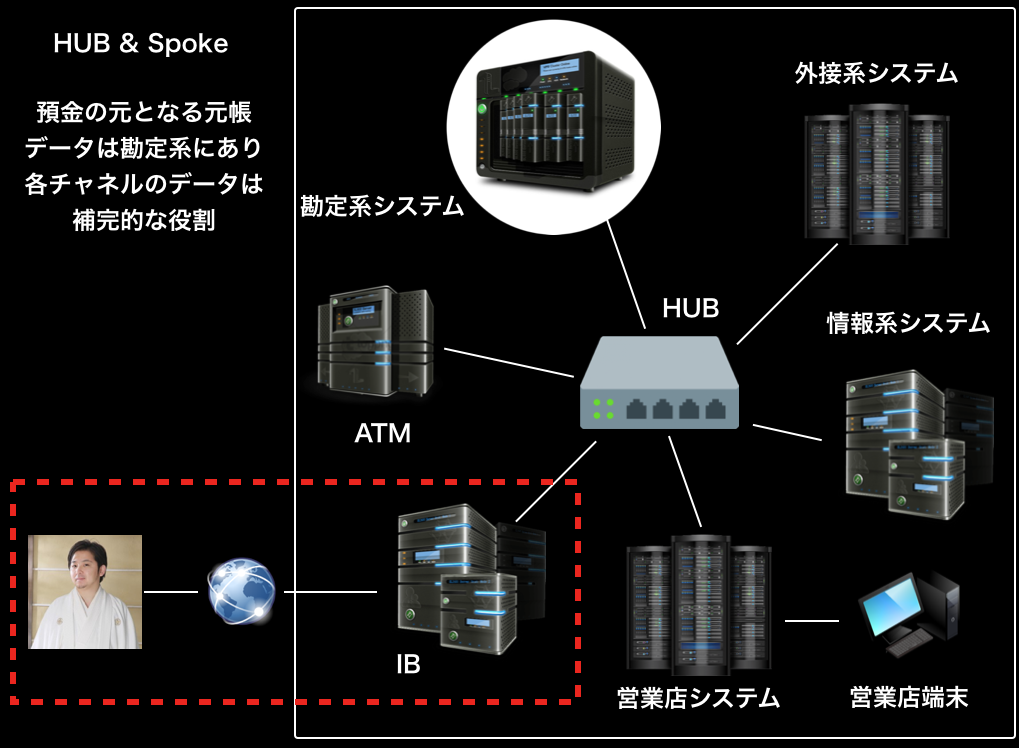 HUB & Spoke
預金の元となる元帳
データは勘定系にあり
各チャネルのデータは
補完的な役割
外接系システム
勘定系システム
HUB
情報系システム
ATM
IB
営業店システム
営業店端末